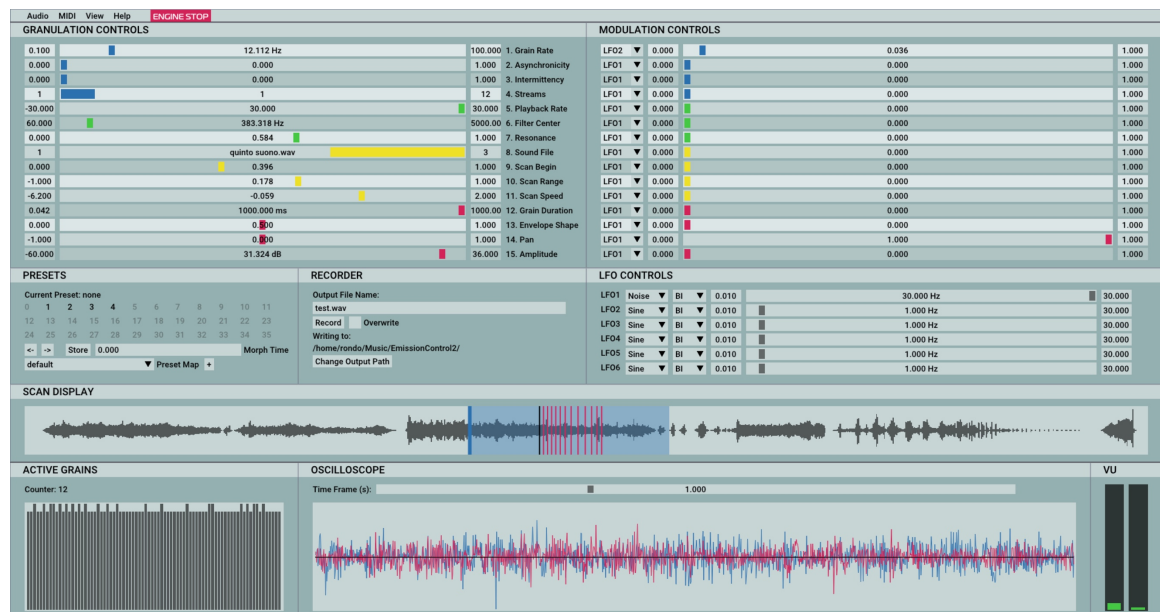 Audio MIDI View Help ENGINE STOP
GRANULATION CONTROLS
0.100 12.112 Hz 100.000 1. Grain Rate
0.000 0.000 1.000 2. Asynchronicity
0.000 0.000 1.000 3. Intermittency
1 1 12 4. Streams
-30.000 30.000 30.000 5. Playback Rate
60.000 383.318 Hz 5000.00 6. Filter Center
0.000 0.584 1.000 7. Resonance
1 quinto suono.wav 3 8. Sound File
0.000 0.396 1.000 9. Scan Begin
-1.000 0.178 1.000 10. Scan Range
-6.200 -0.059 2.000 11. Scan Speed
0.042 1000.000 ms 1000.00 12. Grain Duration
0.000 0.500 1.000 13. Envelope Shape
-1.000 0.000 1.000 14. Pan
-60.000 31.324 dB 36.000 15. Amplitude
MODULATION CONTROLS
LFO2 ▼ 0.000 0.036 1.000
LFO1 ▼ 0.000 0.000 1.000
LFO1 ▼ 0.000 0.000 1.000
LFO1 ▼ 0.000 0.000 1.000
LFO1 ▼ 0.000 0.000 1.000
LFO1 ▼ 0.000 0.000 1.000
LFO1 ▼ 0.000 0.000 1.000
LFO1 ▼ 0.000 0.000 1.000
LFO1 ▼ 0.000 0.000 1.000
LFO1 ▼ 0.000 0.000 1.000
LFO1 ▼ 0.000 0.000 1.000
LFO1 ▼ 0.000 0.000 1.000
LFO1 ▼ 0.000 0.000 1.000
LFO1 ▼ 0.000 1.000 1.000
LFO1 ▼ 0.000 0.000 1.000
PRESETS
Current Preset: none
0 1 2 3 4 5 6 7 8 9 10 11
12 13 14 15 16 17 18 19 20 21 22 23
24 25 26 27 28 29 30 31 32 33 34 35
<- -> Store 0.000 Morph Time
default ▼ Preset Map +
RECORDER
Output File Name:
test.wav
Record Overwrite
Writing to:
/home/rondo/Music/EmissionControl2/
Change Output Path
LFO CONTROLS
LFO1 Noise ▼ BI ▼ 0.010 30.000 Hz 30.000
LFO2 Sine ▼ BI ▼ 0.010 1.000 Hz 30.000
LFO3 Sine ▼ BI ▼ 0.010 1.000 Hz 30.000
LFO4 Sine ▼ BI ▼ 0.010 1.000 Hz 30.000
LFO5 Sine ▼ BI ▼ 0.010 1.000 Hz 30.000
LFO6 Sine ▼ BI ▼ 0.010 1.000 Hz 30.000
SCAN DISPLAY
ACTIVE GRAINS
Counter: 12
OSCILLOSCOPE
Time Frame (s): 1.000
VU